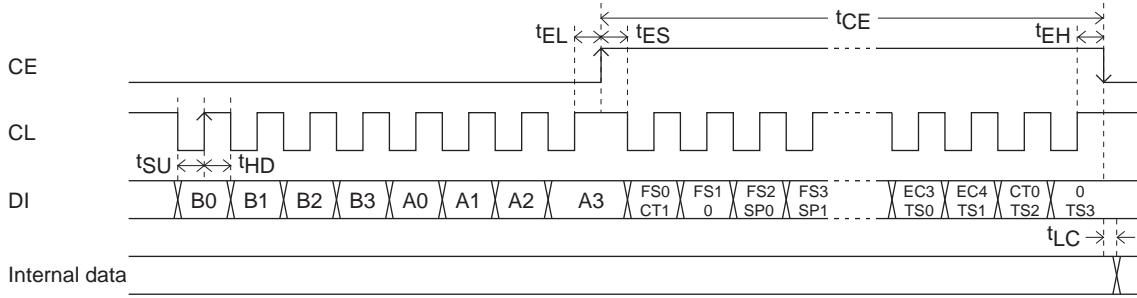 tCE
tEL tES tEH
CE
CL
tSU tHD
DI B0 B1 B2 B3 A0 A1 A2 A3 FS0 FS1 FS2 FS3 EC3 EC4 CT0 0
CT1 0 SP0 SP1 TS0 TS1 TS2 TS3
tLC
Internal data